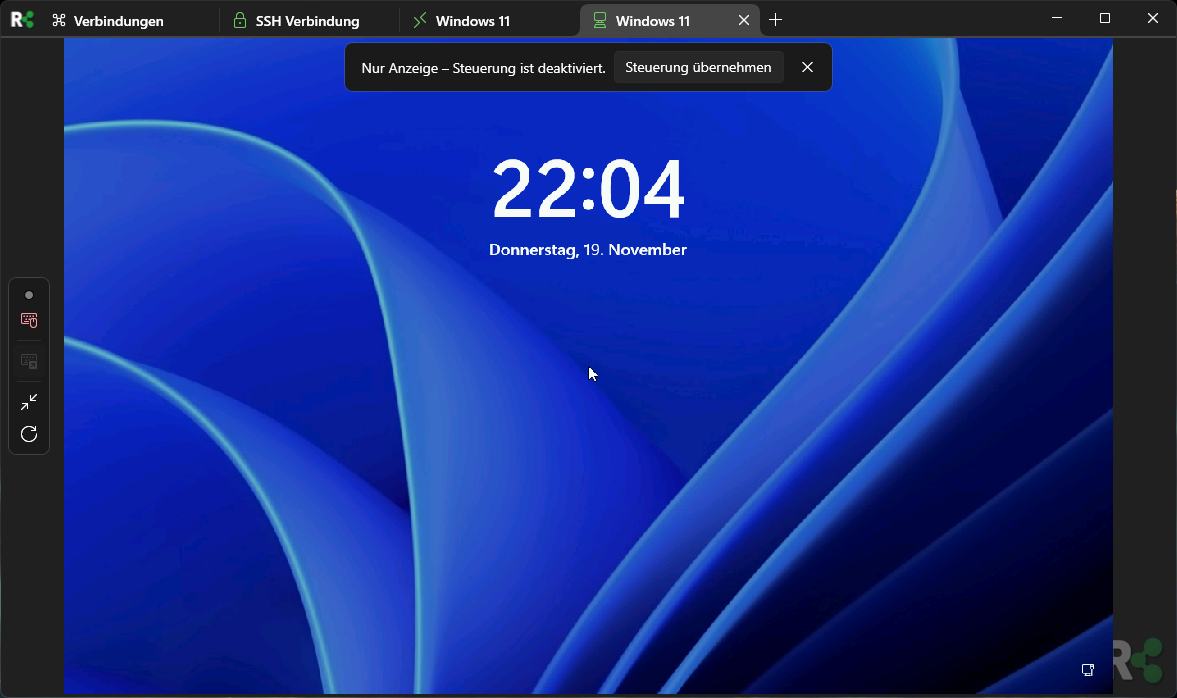 R Verbindungen
SSH Verbindung
Windows 11
Windows 11
Nur Anzeige – Steuerung ist deaktiviert.
Steuerung übernehmen
22:04
Donnerstag, 19. November
R